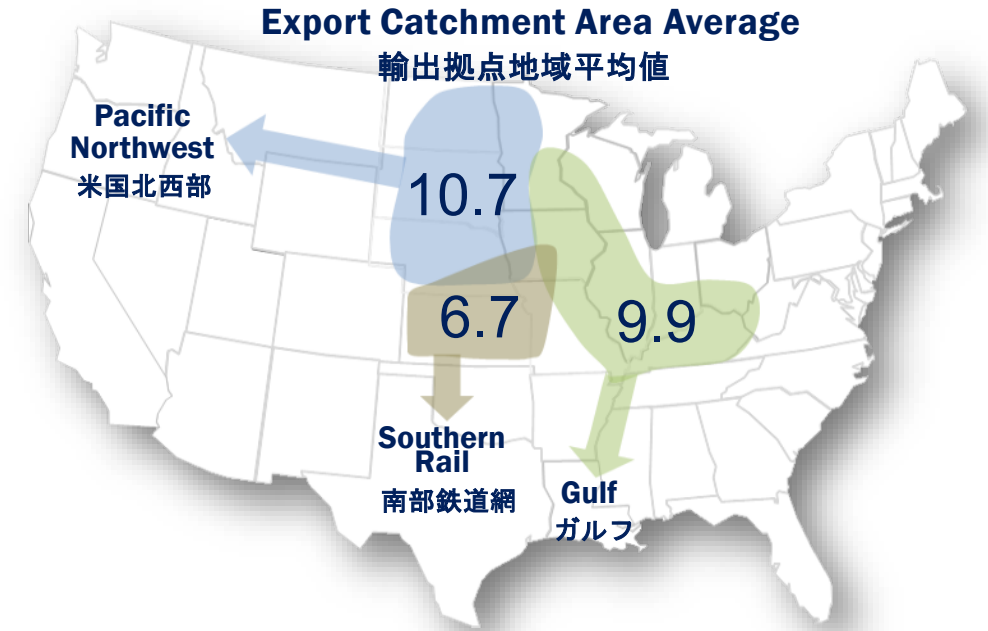 Export Catchment Area Average
輸出拠点地域平均値
Pacific
Northwest
米国北西部
10.7
6.7
9.9
Southern
Rail
南部鉄道網
Gulf
ガルフ